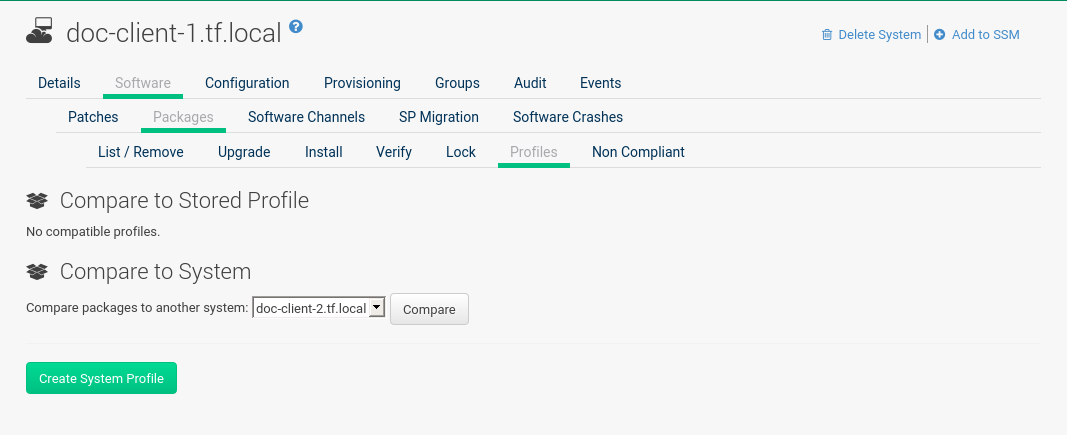 doc-client-1.tf.local ?
Delete System | Add to SSM
Details Software Configuration Provisioning Groups Audit Events
Patches Packages Software Channels SP Migration Software Crashes
List / Remove Upgrade Install Verify Lock Profiles Non Compliant
Compare to Stored Profile
No compatible profiles.
Compare to System
Compare packages to another system: doc-client-2.tf.local Compare
Create System Profile